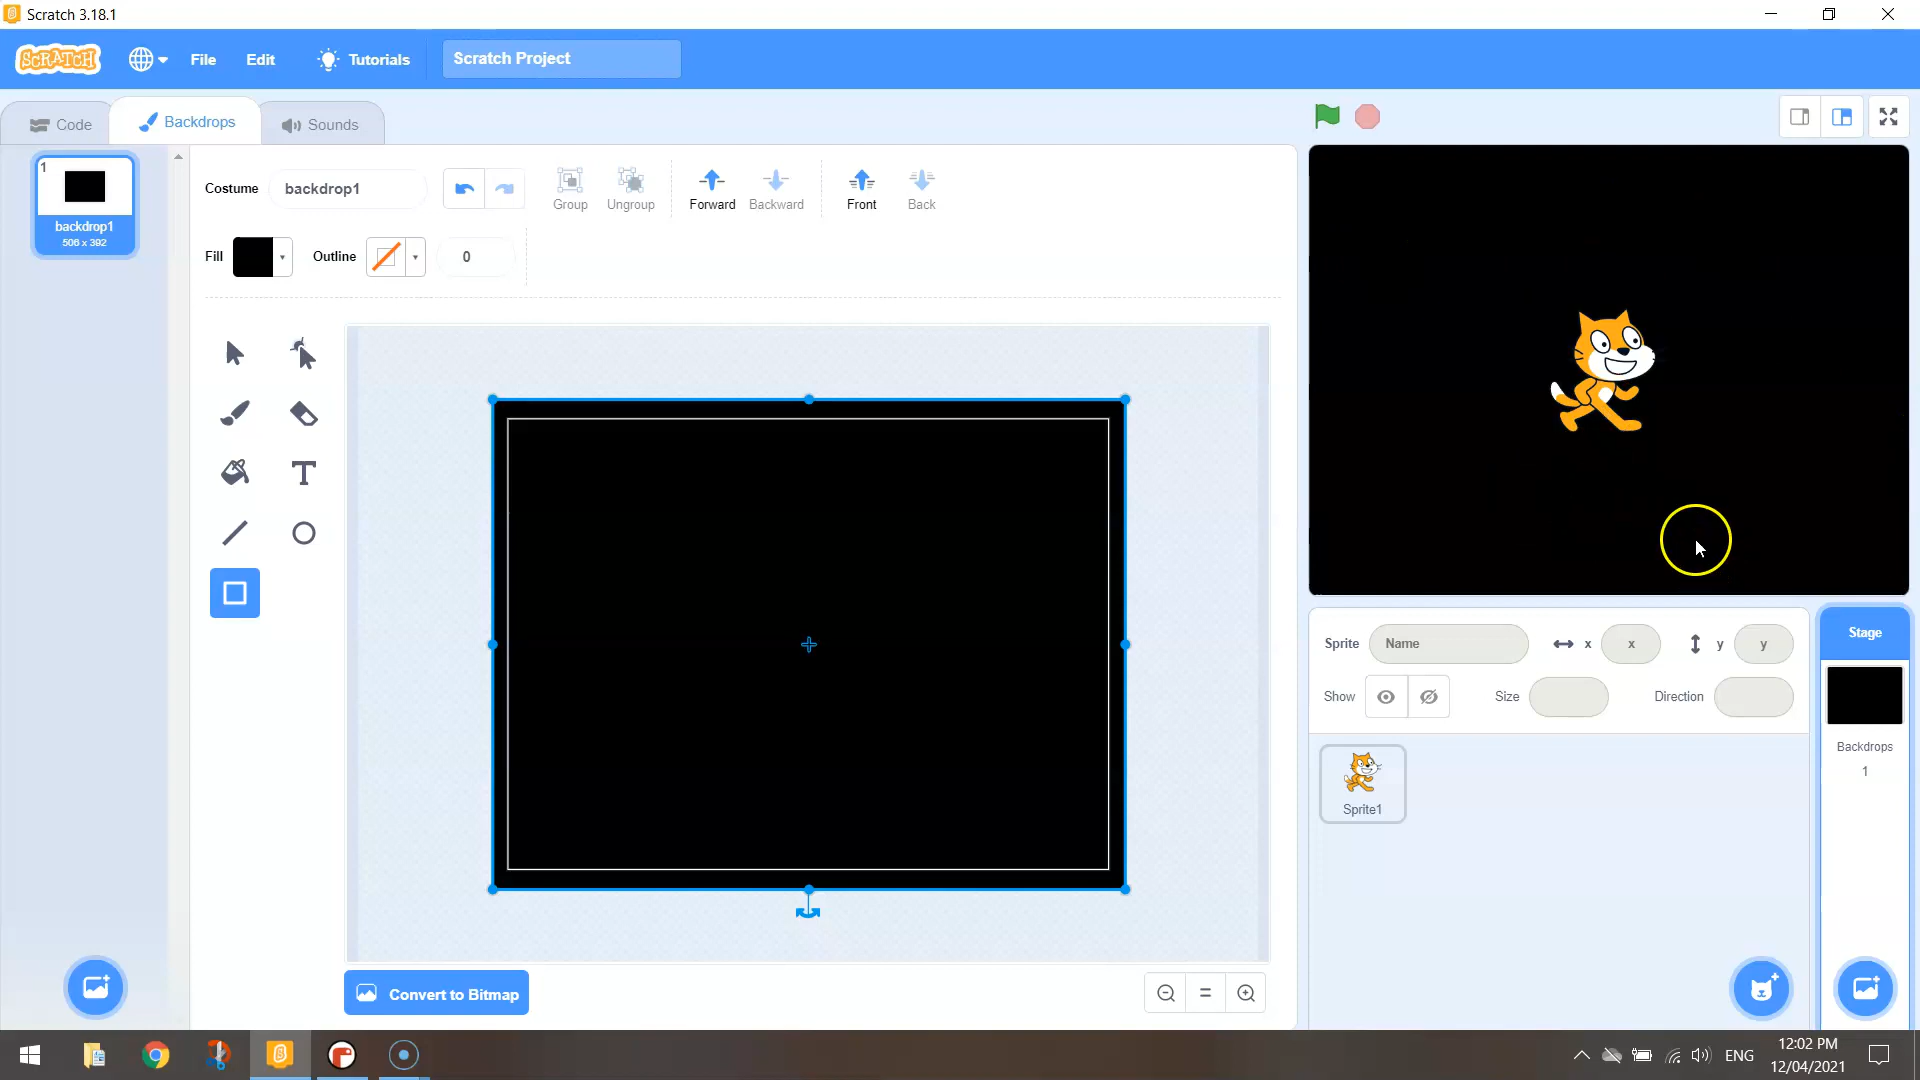 Scratch 3.18.1
SCRATCH
File
Edit
Tutorials
Scratch Project
Code
Backdrops
Sounds
1
backdrop1
506 x 392
Costume
backdrop1
Group
Ungroup
Forward
Backward
Front
Back
Fill
Outline
0
T
Convert to Bitmap
Sprite
Name
x
x
y
y
Show
Size
Direction
Sprite1
Stage
Backdrops
1
ENG
12:02 PM
12/04/2021